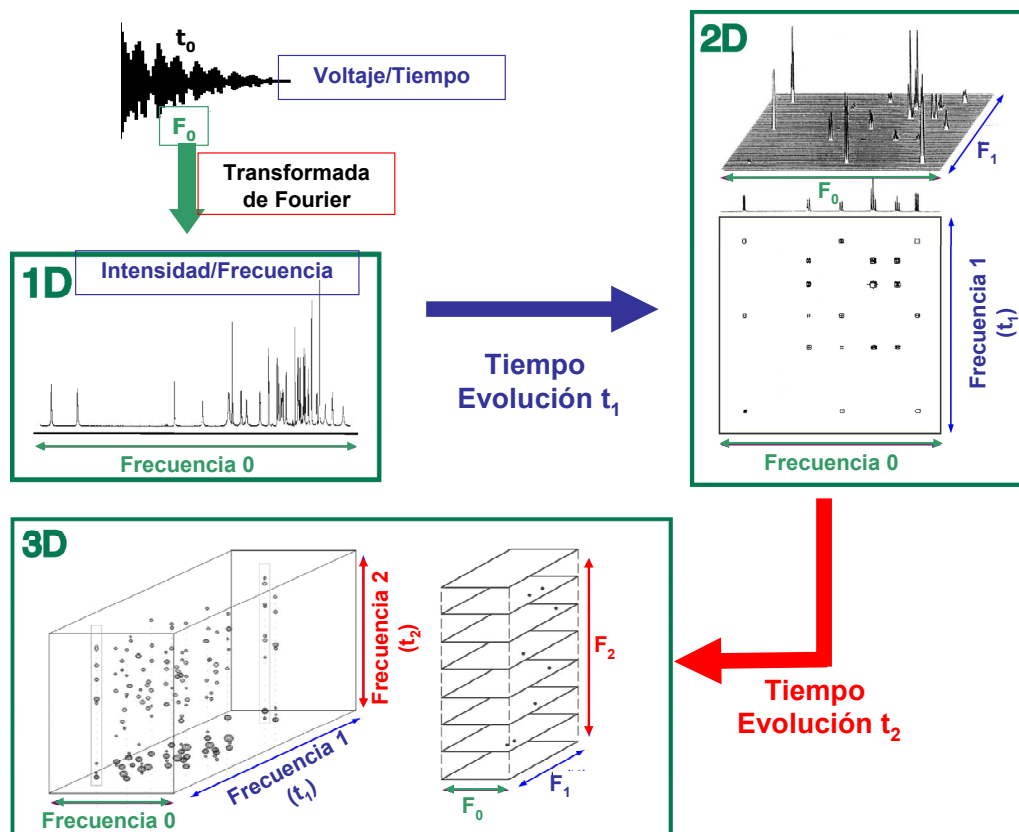 t₀
Voltaje/Tiempo
F₀
Transformada
de Fourier
1D
Intensidad/Frecuencia
Frecuencia 0
Tiempo
Evolución t₁
2D
F₁
F₀
Frecuencia 1
(t₁)
Frecuencia 0
Tiempo
Evolución t₂
3D
Frecuencia 2
(t₂)
Frecuencia 1
(t₁)
Frecuencia 0
F₂
F₁
F₀